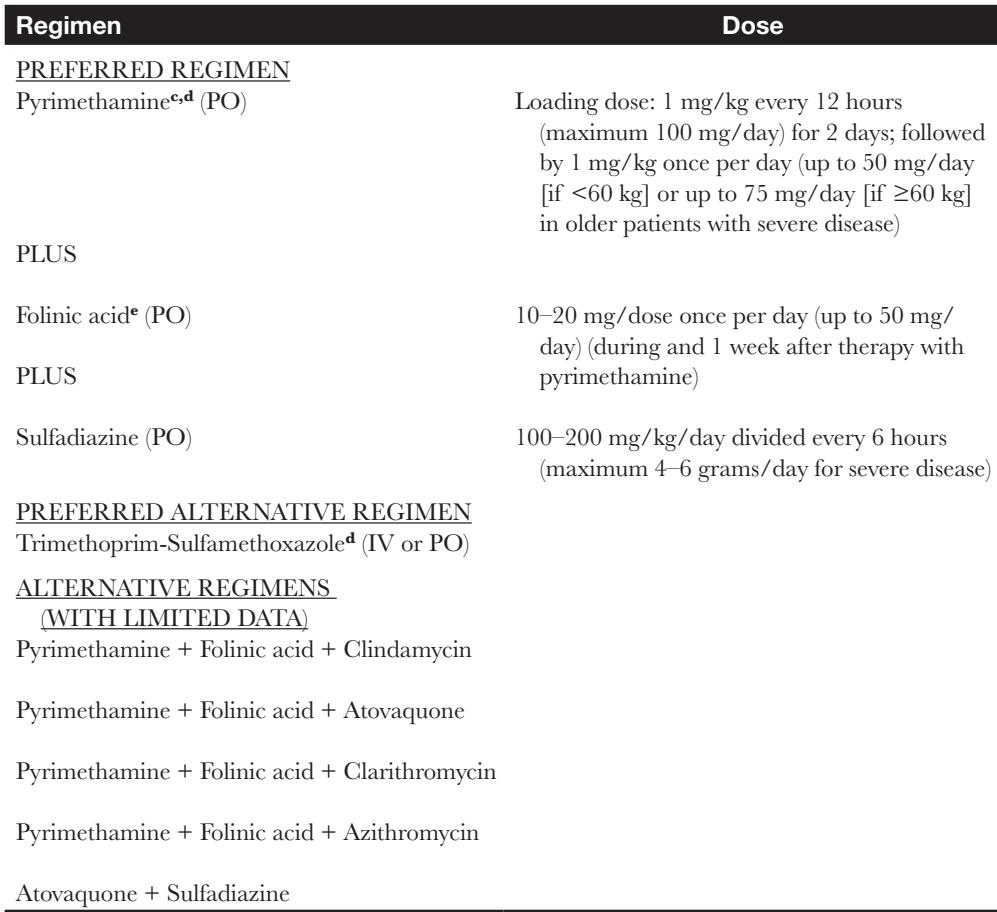 Regimen Dose
PREFERRED REGIMEN
Pyrimethaminec,d (PO) Loading dose: 1 mg/kg every 12 hours
(maximum 100 mg/day) for 2 days; followed
by 1 mg/kg once per day (up to 50 mg/day
[if <60 kg] or up to 75 mg/day [if ≥60 kg]
in older patients with severe disease)
PLUS
Folinic acide (PO) 10–20 mg/dose once per day (up to 50 mg/
day) (during and 1 week after therapy with
PLUS pyrimethamine)
Sulfadiazine (PO) 100–200 mg/kg/day divided every 6 hours
(maximum 4–6 grams/day for severe disease)
PREFERRED ALTERNATIVE REGIMEN
Trimethoprim-Sulfamethoxazoled (IV or PO)
ALTERNATIVE REGIMENS
(WITH LIMITED DATA)
Pyrimethamine + Folinic acid + Clindamycin
Pyrimethamine + Folinic acid + Atovaquone
Pyrimethamine + Folinic acid + Clarithromycin
Pyrimethamine + Folinic acid + Azithromycin
Atovaquone + Sulfadiazine